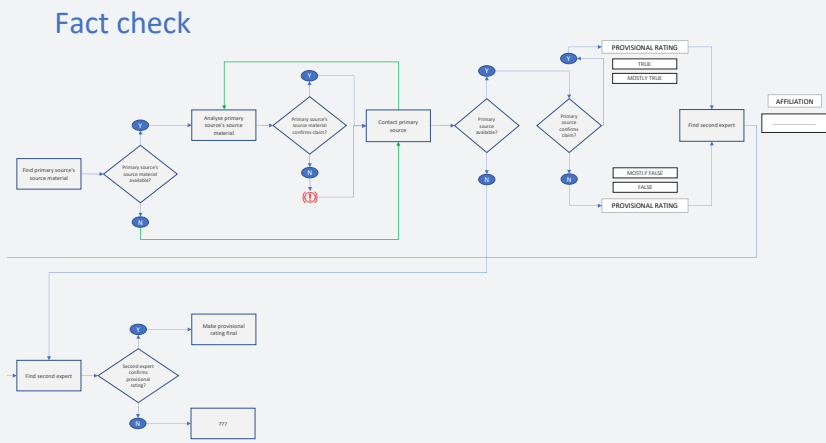 Fact check
Find primary source's
source material
Primary source's
source material
available?
Y
N
Analyse primary
source's source
material
Primary source's
source material
confirms claim?
Y
N
Contact primary
source
Primary
source
available?
Y
N
Primary
source
confirms
claim?
Y
N
PROVISIONAL RATING
TRUE
MOSTLY TRUE
MOSTLY FALSE
FALSE
PROVISIONAL RATING
Find second expert
AFFILIATION
Find second expert
Second expert
confirms
provisional
rating?
Y
N
Make provisional
rating final
???